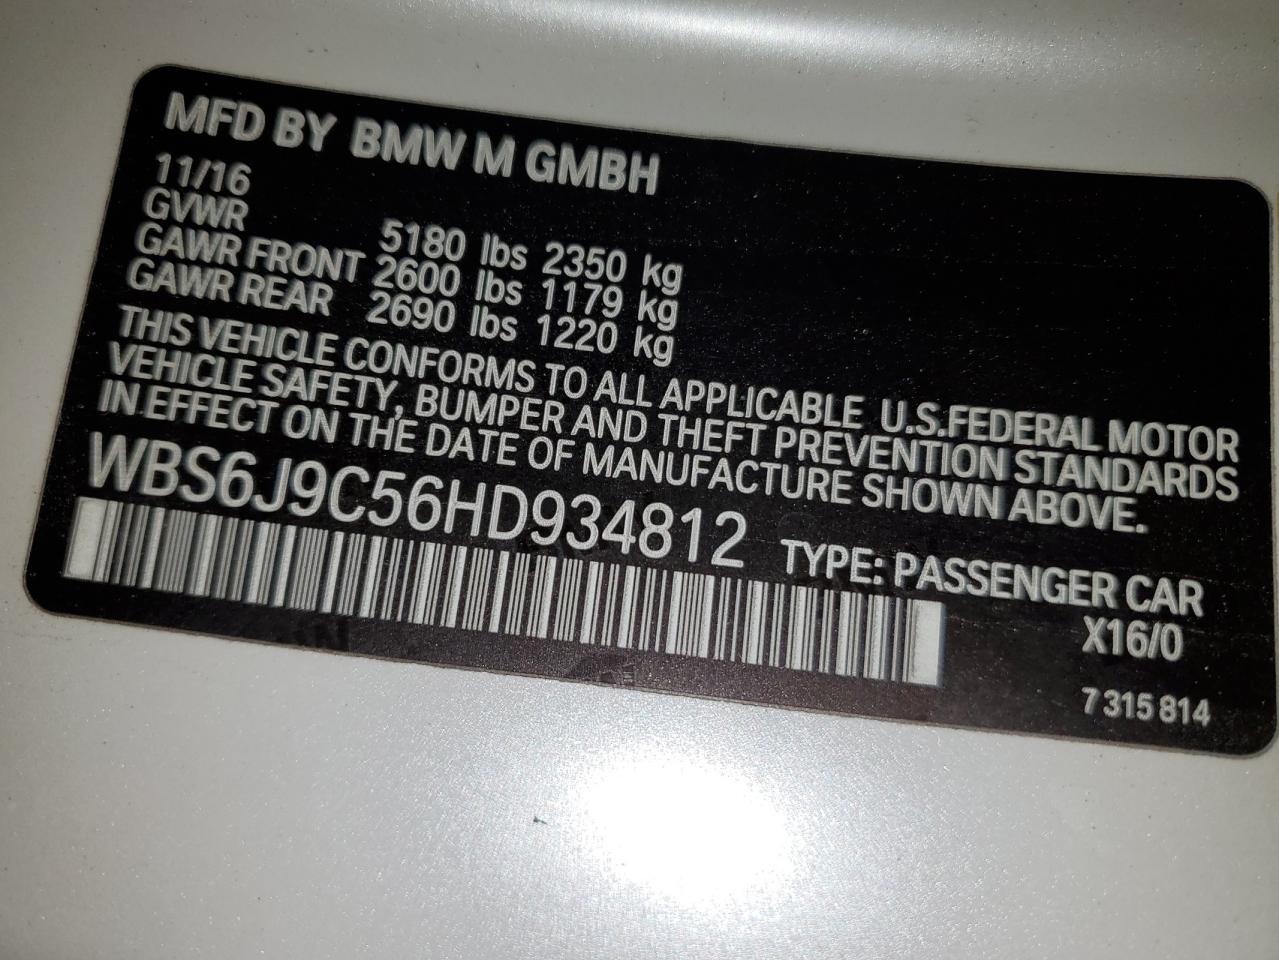 MFD BY BMW M GMBH
11/16
GVWR 5180 lbs 2350 kg
GAWR FRONT 2600 lbs 1179 kg
GAWR REAR 2690 lbs 1220 kg
THIS VEHICLE CONFORMS TO ALL APPLICABLE U.S.FEDERAL MOTOR
VEHICLE SAFETY, BUMPER AND THEFT PREVENTION STANDARDS
IN EFFECT ON THE DATE OF MANUFACTURE SHOWN ABOVE.
WBS6J9C56HD934812
TYPE: PASSENGER CAR
X16/0
7 315 814